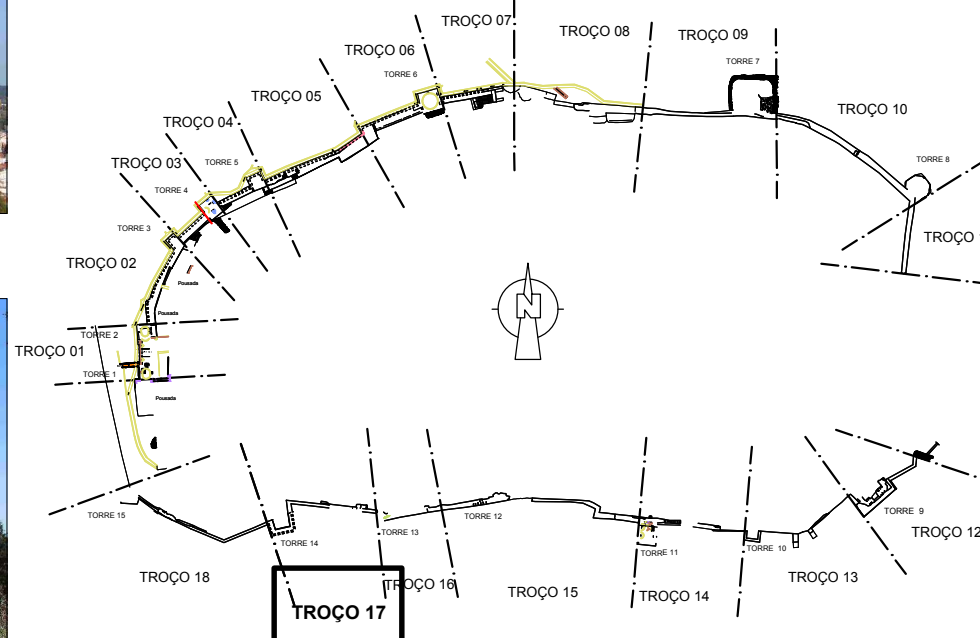 TROÇO 07
TROÇO 08
TROÇO 09
TROÇO 06
TORRE 7
TORRE 6
TROÇO 05
TROÇO 10
TROÇO 04
TROÇO 03
TORRE 5
TORRE 8
TORRE 4
TORRE 3
TROÇO
TROÇO 02
Pousada
N
Pousada
TORRE 2
TROÇO 01
TORRE 1
Pousada
TORRE 15
TORRE 14
TORRE 13
TORRE 12
TORRE 11
TORRE 10
TORRE 9
TROÇO 12
TROÇO 18
TROÇO 16
TROÇO 15
TROÇO 14
TROÇO 13
TROÇO 17